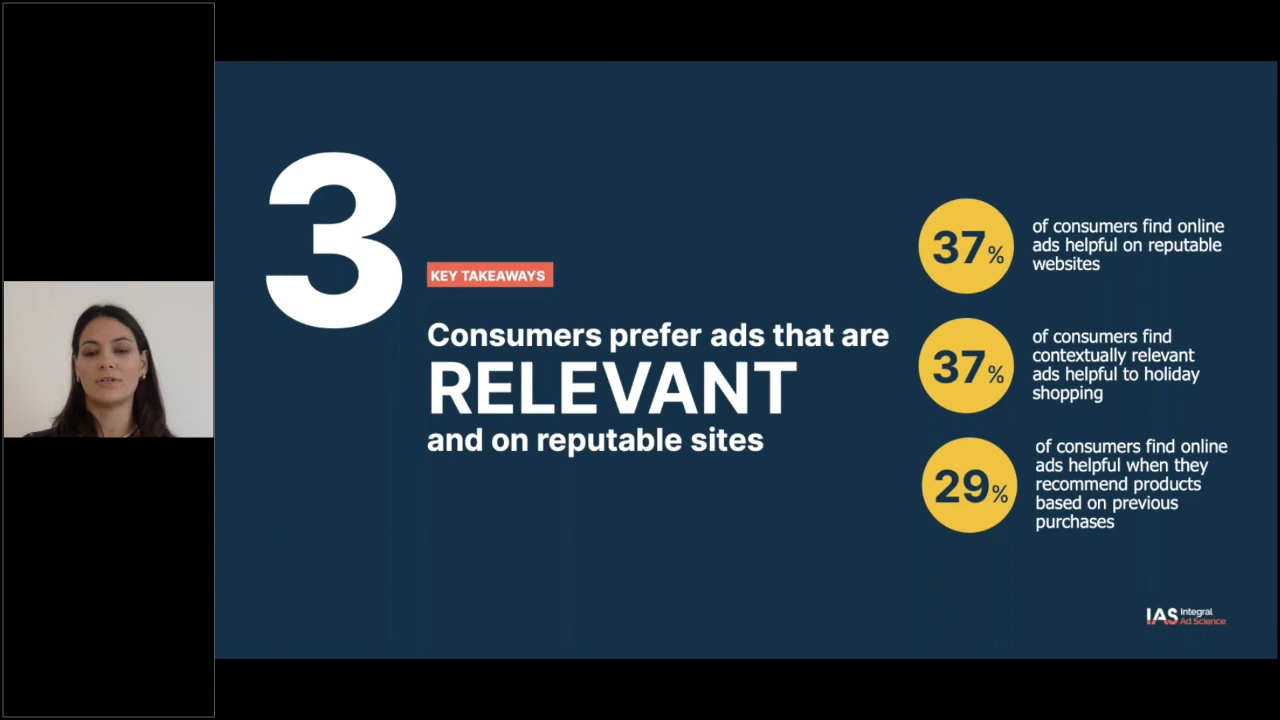 3
KEY TAKEAWAYS
Consumers prefer ads that are
RELEVANT
and on reputable sites
37%
of consumers find online
ads helpful on reputable
websites
37%
of consumers find
contextually relevant
ads helpful to holiday
shopping
29%
of consumers find online
ads helpful when they
recommend products
based on previous
purchases
IAS Integral
Ad Science